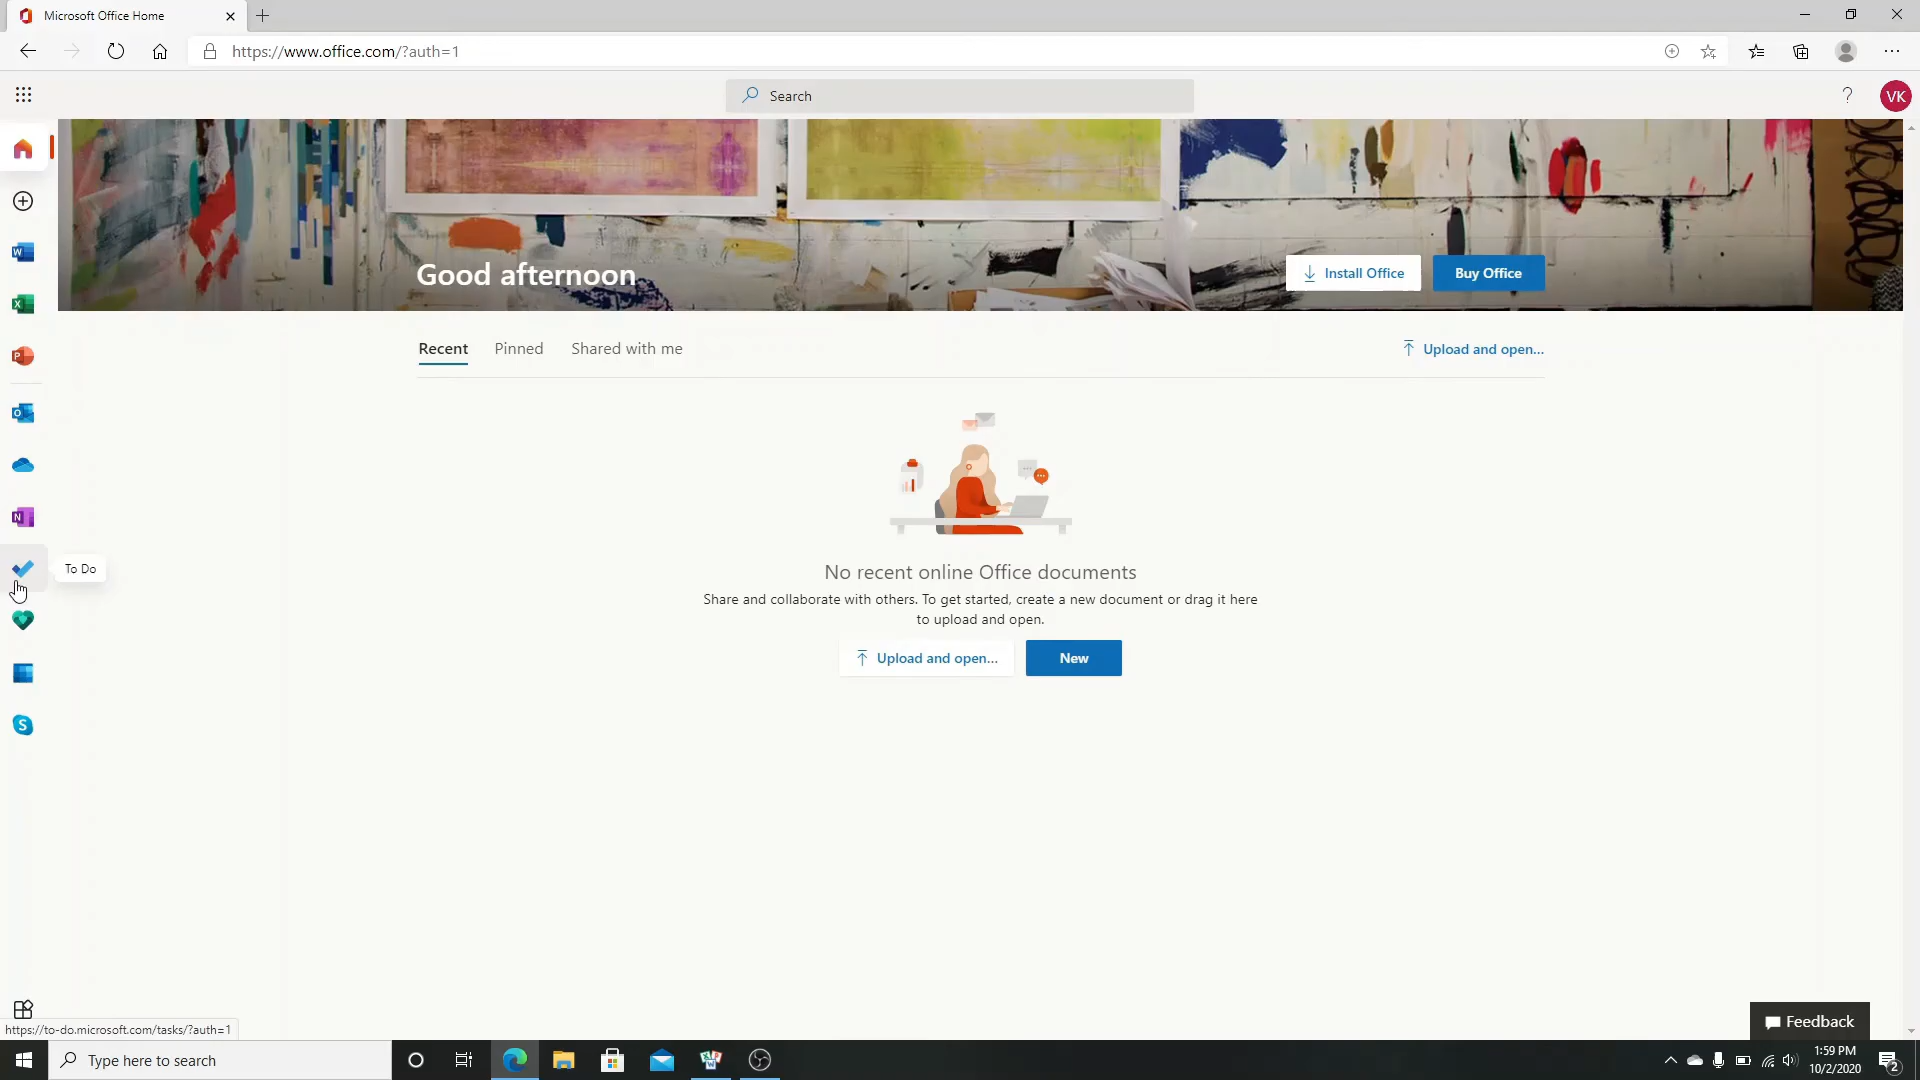 Microsoft Office Home
https://www.office.com/?auth=1
Search
?
VK
Good afternoon
Install Office
Buy Office
Recent
Pinned
Shared with me
Upload and open...
W
X
P
O
N
To Do
S
No recent online Office documents
Share and collaborate with others. To get started, create a new document or drag it here
to upload and open.
Upload and open...
New
Feedback
https://to-do.microsoft.com/tasks/?auth=1
Type here to search
1:59 PM
10/2/2020
2